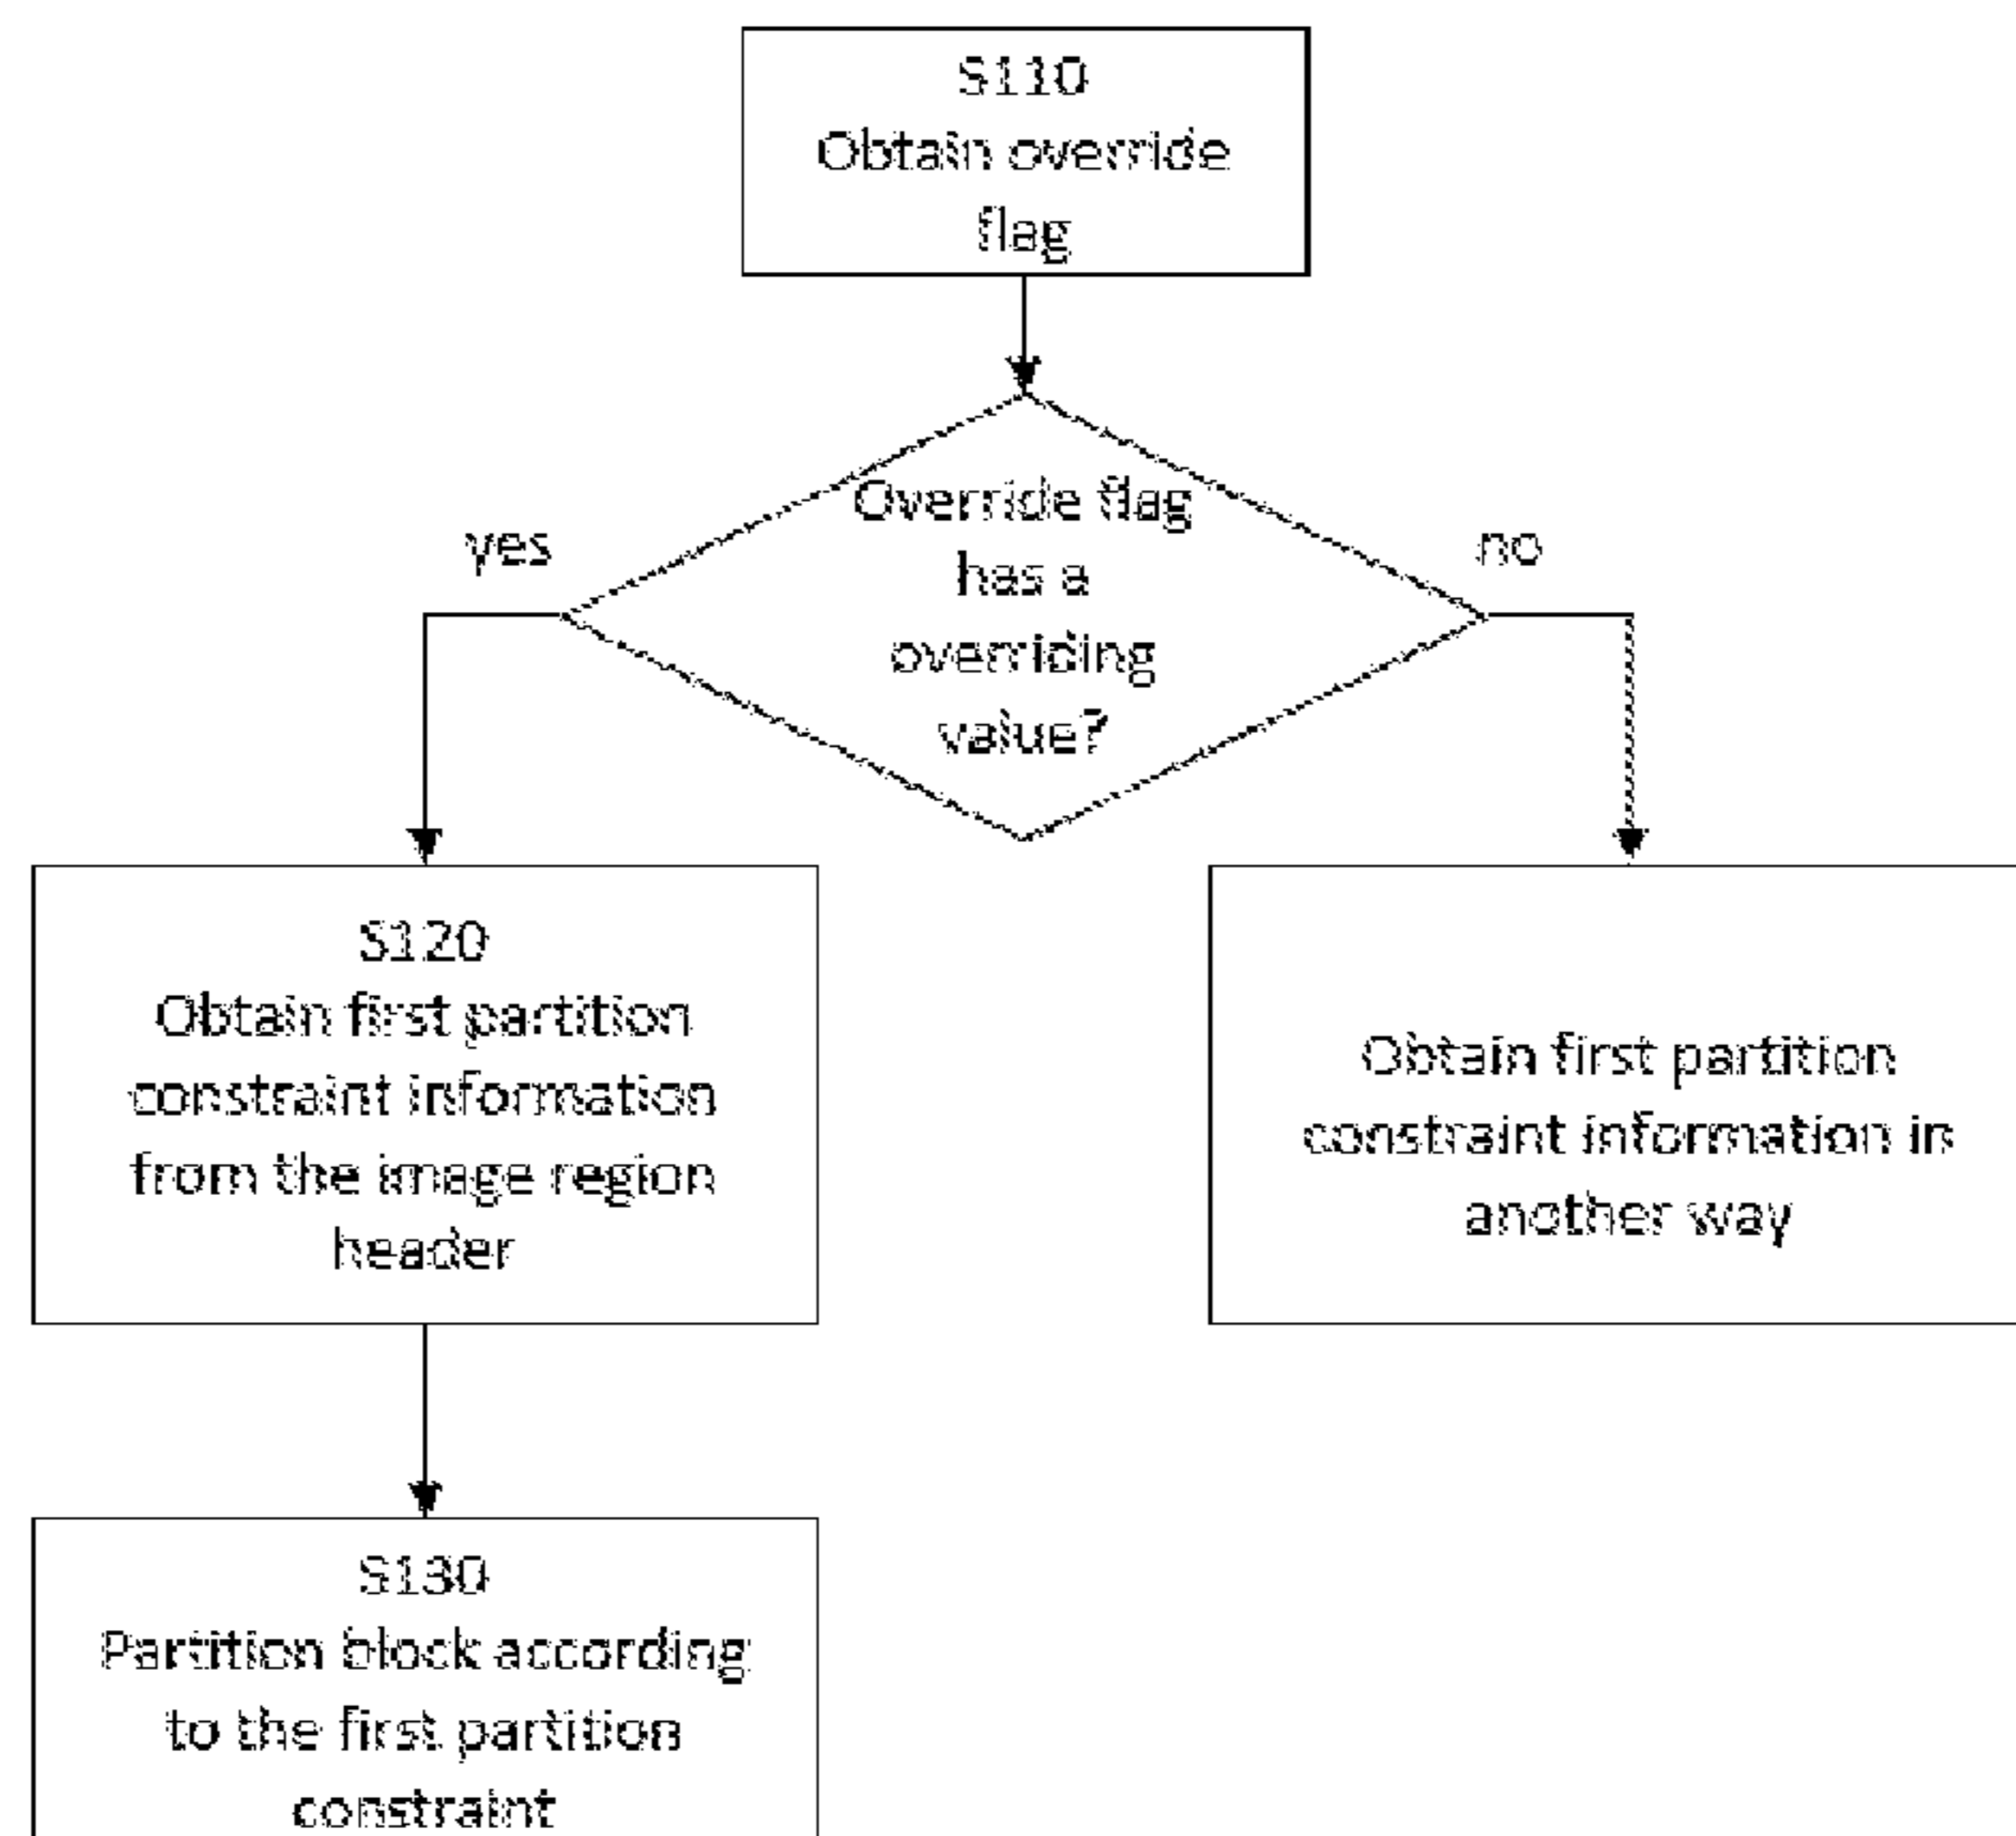 S110
Obtain override
flag
Override flag
has a
overriding
value?
yes
no
S120
Obtain first partition
constraint information
from the image region
header
Obtain first partition
constraint information in
another way
S130
Partition block according
to the first partition
constraint